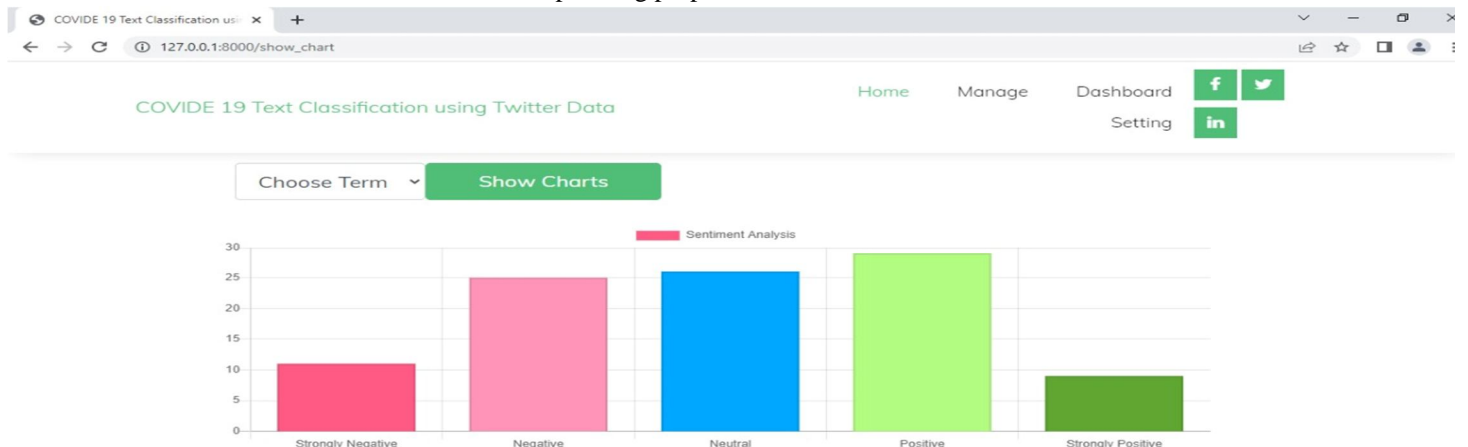 COVIDE 19 Text Classification us
127.0.0.1:8000/show_chart
COVIDE 19 Text Classification using Twitter Data
Home Manage Dashboard
Setting
f
in
Choose Term
Show Charts
Sentiment Analysis
30
25
20
15
10
5
0
Strongly Negative Negative Neutral Positive Strongly Positive